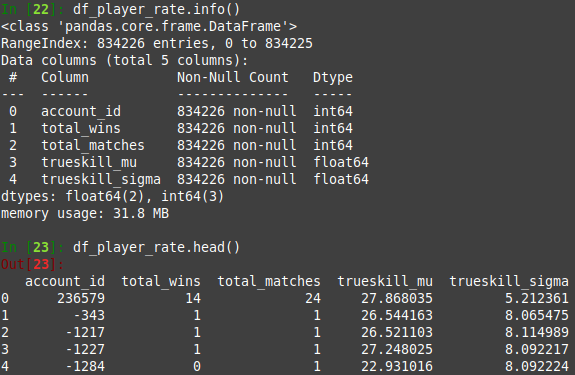 In [22]: df_player_rate.info()
<class 'pandas.core.frame.DataFrame'>
RangeIndex: 834226 entries, 0 to 834225
Data columns (total 5 columns):
 #   Column           Non-Null Count   Dtype
---  ------           --------------   -----
 0   account_id       834226 non-null  int64
 1   total_wins       834226 non-null  int64
 2   total_matches    834226 non-null  int64
 3   trueskill_mu     834226 non-null  float64
 4   trueskill_sigma  834226 non-null  float64
dtypes: float64(2), int64(3)
memory usage: 31.8 MB
In [23]: df_player_rate.head()
Out[23]:
   account_id  total_wins  total_matches  trueskill_mu  trueskill_sigma
0      236579          14             24     27.868035         5.212361
1        -343           1              1     26.544163         8.065475
2       -1217           1              1     26.521103         8.114989
3       -1227           1              1     27.248025         8.092217
4       -1284           0              1     22.931016         8.092224